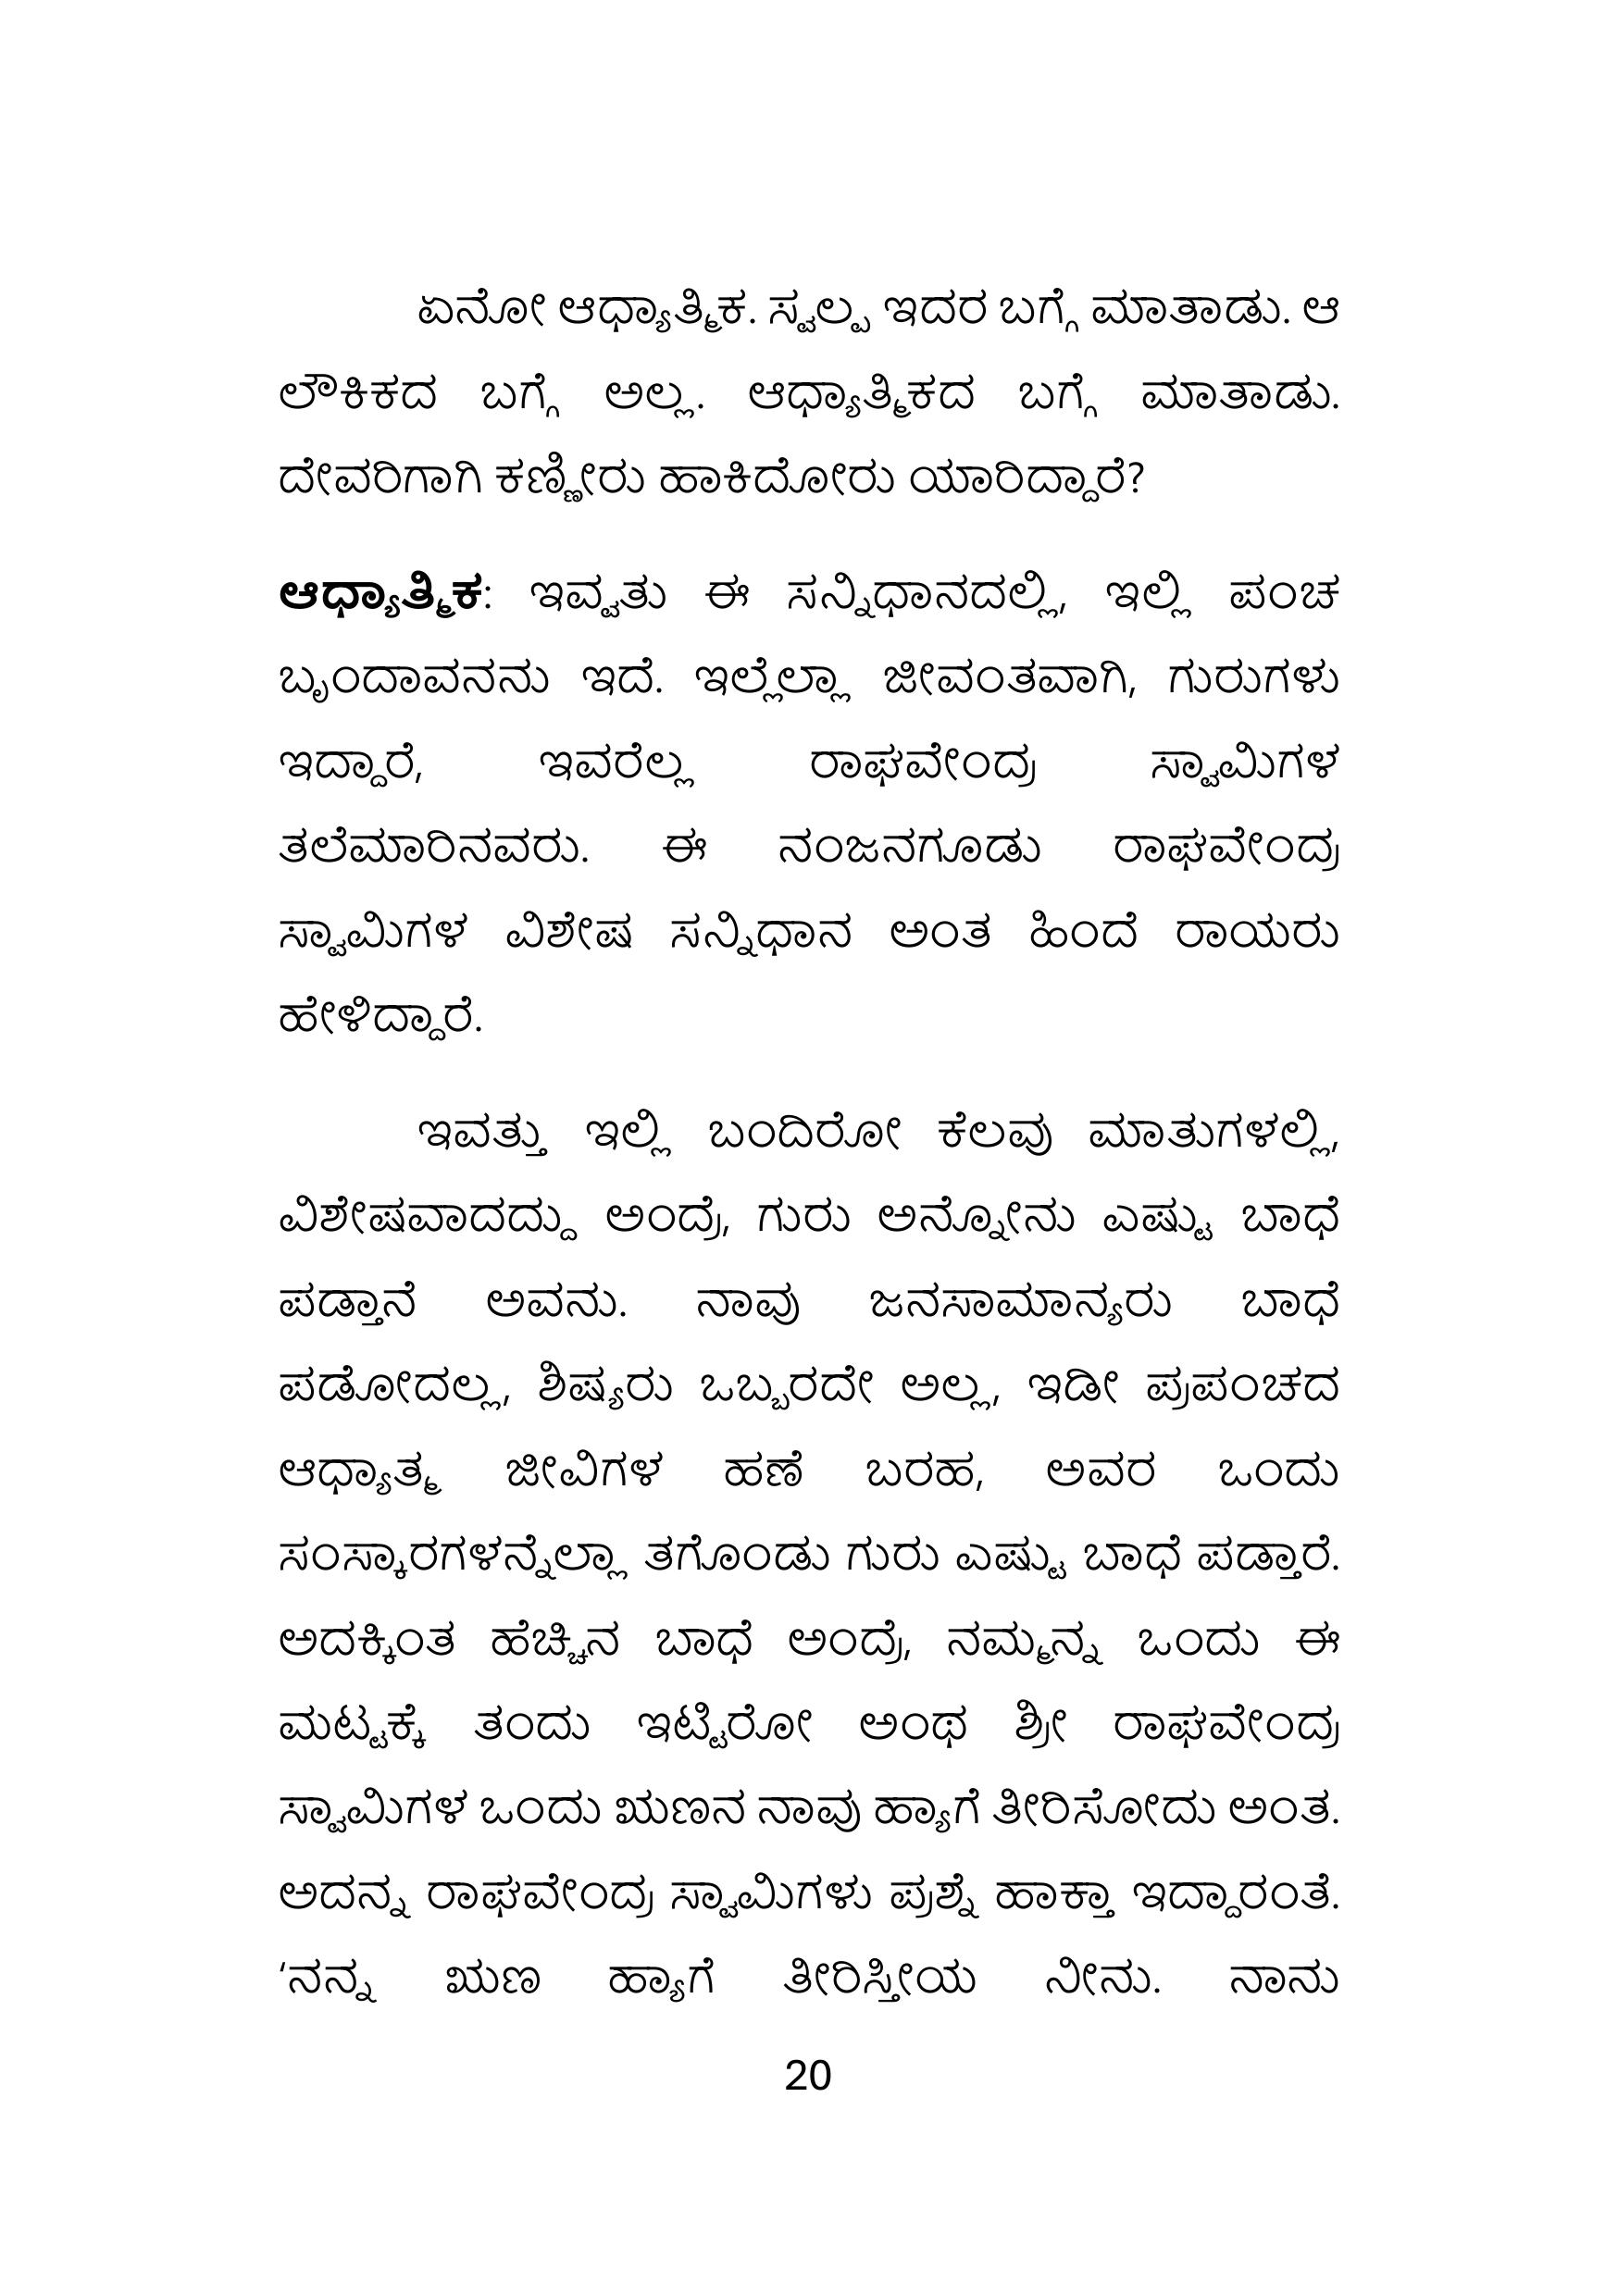 ಏನೋ ಆಧ್ಯಾತ್ಮಿಕ. ಸ್ವಲ್ಪ ಇದರ ಬಗ್ಗೆ ಮಾತಾಡು. ಆ
ಲೌಕಿಕದ ಬಗ್ಗೆ ಅಲ್ಲ. ಆಧ್ಯಾತ್ಮಿಕದ ಬಗ್ಗೆ ಮಾತಾಡು.
ದೇವರಿಗಾಗಿ ಕಣ್ಣೀರು ಹಾಕಿದೋರು ಯಾರಿದ್ದಾರೆ?
ಆಧ್ಯಾತ್ಮಿಕ: ಇವ್ವತು ಈ ಸನ್ನಿಧಾನದಲ್ಲಿ, ಇಲ್ಲಿ ಪಂಚ
ಬೃಂದಾವನನು ಇದೆ. ಇಲ್ಲೆಲ್ಲಾ ಜೀವಂತವಾಗಿ, ಗುರುಗಳು
ಇದ್ದಾರೆ, ಇವರೆಲ್ಲ ರಾಘವೇಂದ್ರ ಸ್ವಾಮಿಗಳ
ತಲೆಮಾರಿನವರು. ಈ ನಂಜನಗೂಡು ರಾಘವೇಂದ್ರ
ಸ್ವಾಮಿಗಳ ವಿಶೇಷ ಸನ್ನಿಧಾನ ಅಂತ ಹಿಂದೆ ರಾಯರು
ಹೇಳಿದ್ದಾರೆ.
ಇವತ್ತು ಇಲ್ಲಿ ಬಂದಿರೋ ಕೆಲವು ಮಾತುಗಳಲ್ಲಿ,
ವಿಶೇಷವಾದದ್ದು ಅಂದ್ರೆ, ಗುರು ಅನ್ನೋನು ಎಷ್ಟು ಬಾಧೆ
ಪಡ್ತಾನೆ ಅವನು. ನಾವು ಜನಸಾಮಾನ್ಯರು ಬಾಧೆ
ಪಡೋದಲ್ಲ, ಶಿಷ್ಯರು ಒಬ್ಬರದೇ ಅಲ್ಲ, ಇಡೀ ಪ್ರಪಂಚದ
ಆಧ್ಯಾತ್ಮ ಜೀವಿಗಳ ಹಣೆ ಬರಹ, ಅವರ ಒಂದು
ಸಂಸ್ಕಾರಗಳನ್ನೆಲ್ಲಾ ತಗೊಂಡು ಗುರು ಎಷ್ಟು ಬಾಧೆ ಪಡ್ತಾರೆ.
ಅದಕ್ಕಿಂತ ಹೆಚ್ಚಿನ ಬಾಧೆ ಅಂದ್ರೆ, ನಮ್ಮನ್ನ ಒಂದು ಈ
ಮಟ್ಟಕ್ಕೆ ತಂದು ಇಟ್ಟಿರೋ ಅಂಥ ಶ್ರೀ ರಾಘವೇಂದ್ರ
ಸ್ವಾಮಿಗಳ ಒಂದು ಋಣನ ನಾವು ಹ್ಯಾಗೆ ತೀರಿಸೋದು ಅಂತ.
ಅದನ್ನ ರಾಘವೇಂದ್ರ ಸ್ವಾಮಿಗಳು ಪ್ರಶ್ನೆ ಹಾಕ್ತಾ ಇದ್ದಾರಂತೆ.
‘ನನ್ನ ಋಣ ಹ್ಯಾಗೆ ತೀರಿಸ್ತೀಯ ನೀನು. ನಾನು
20